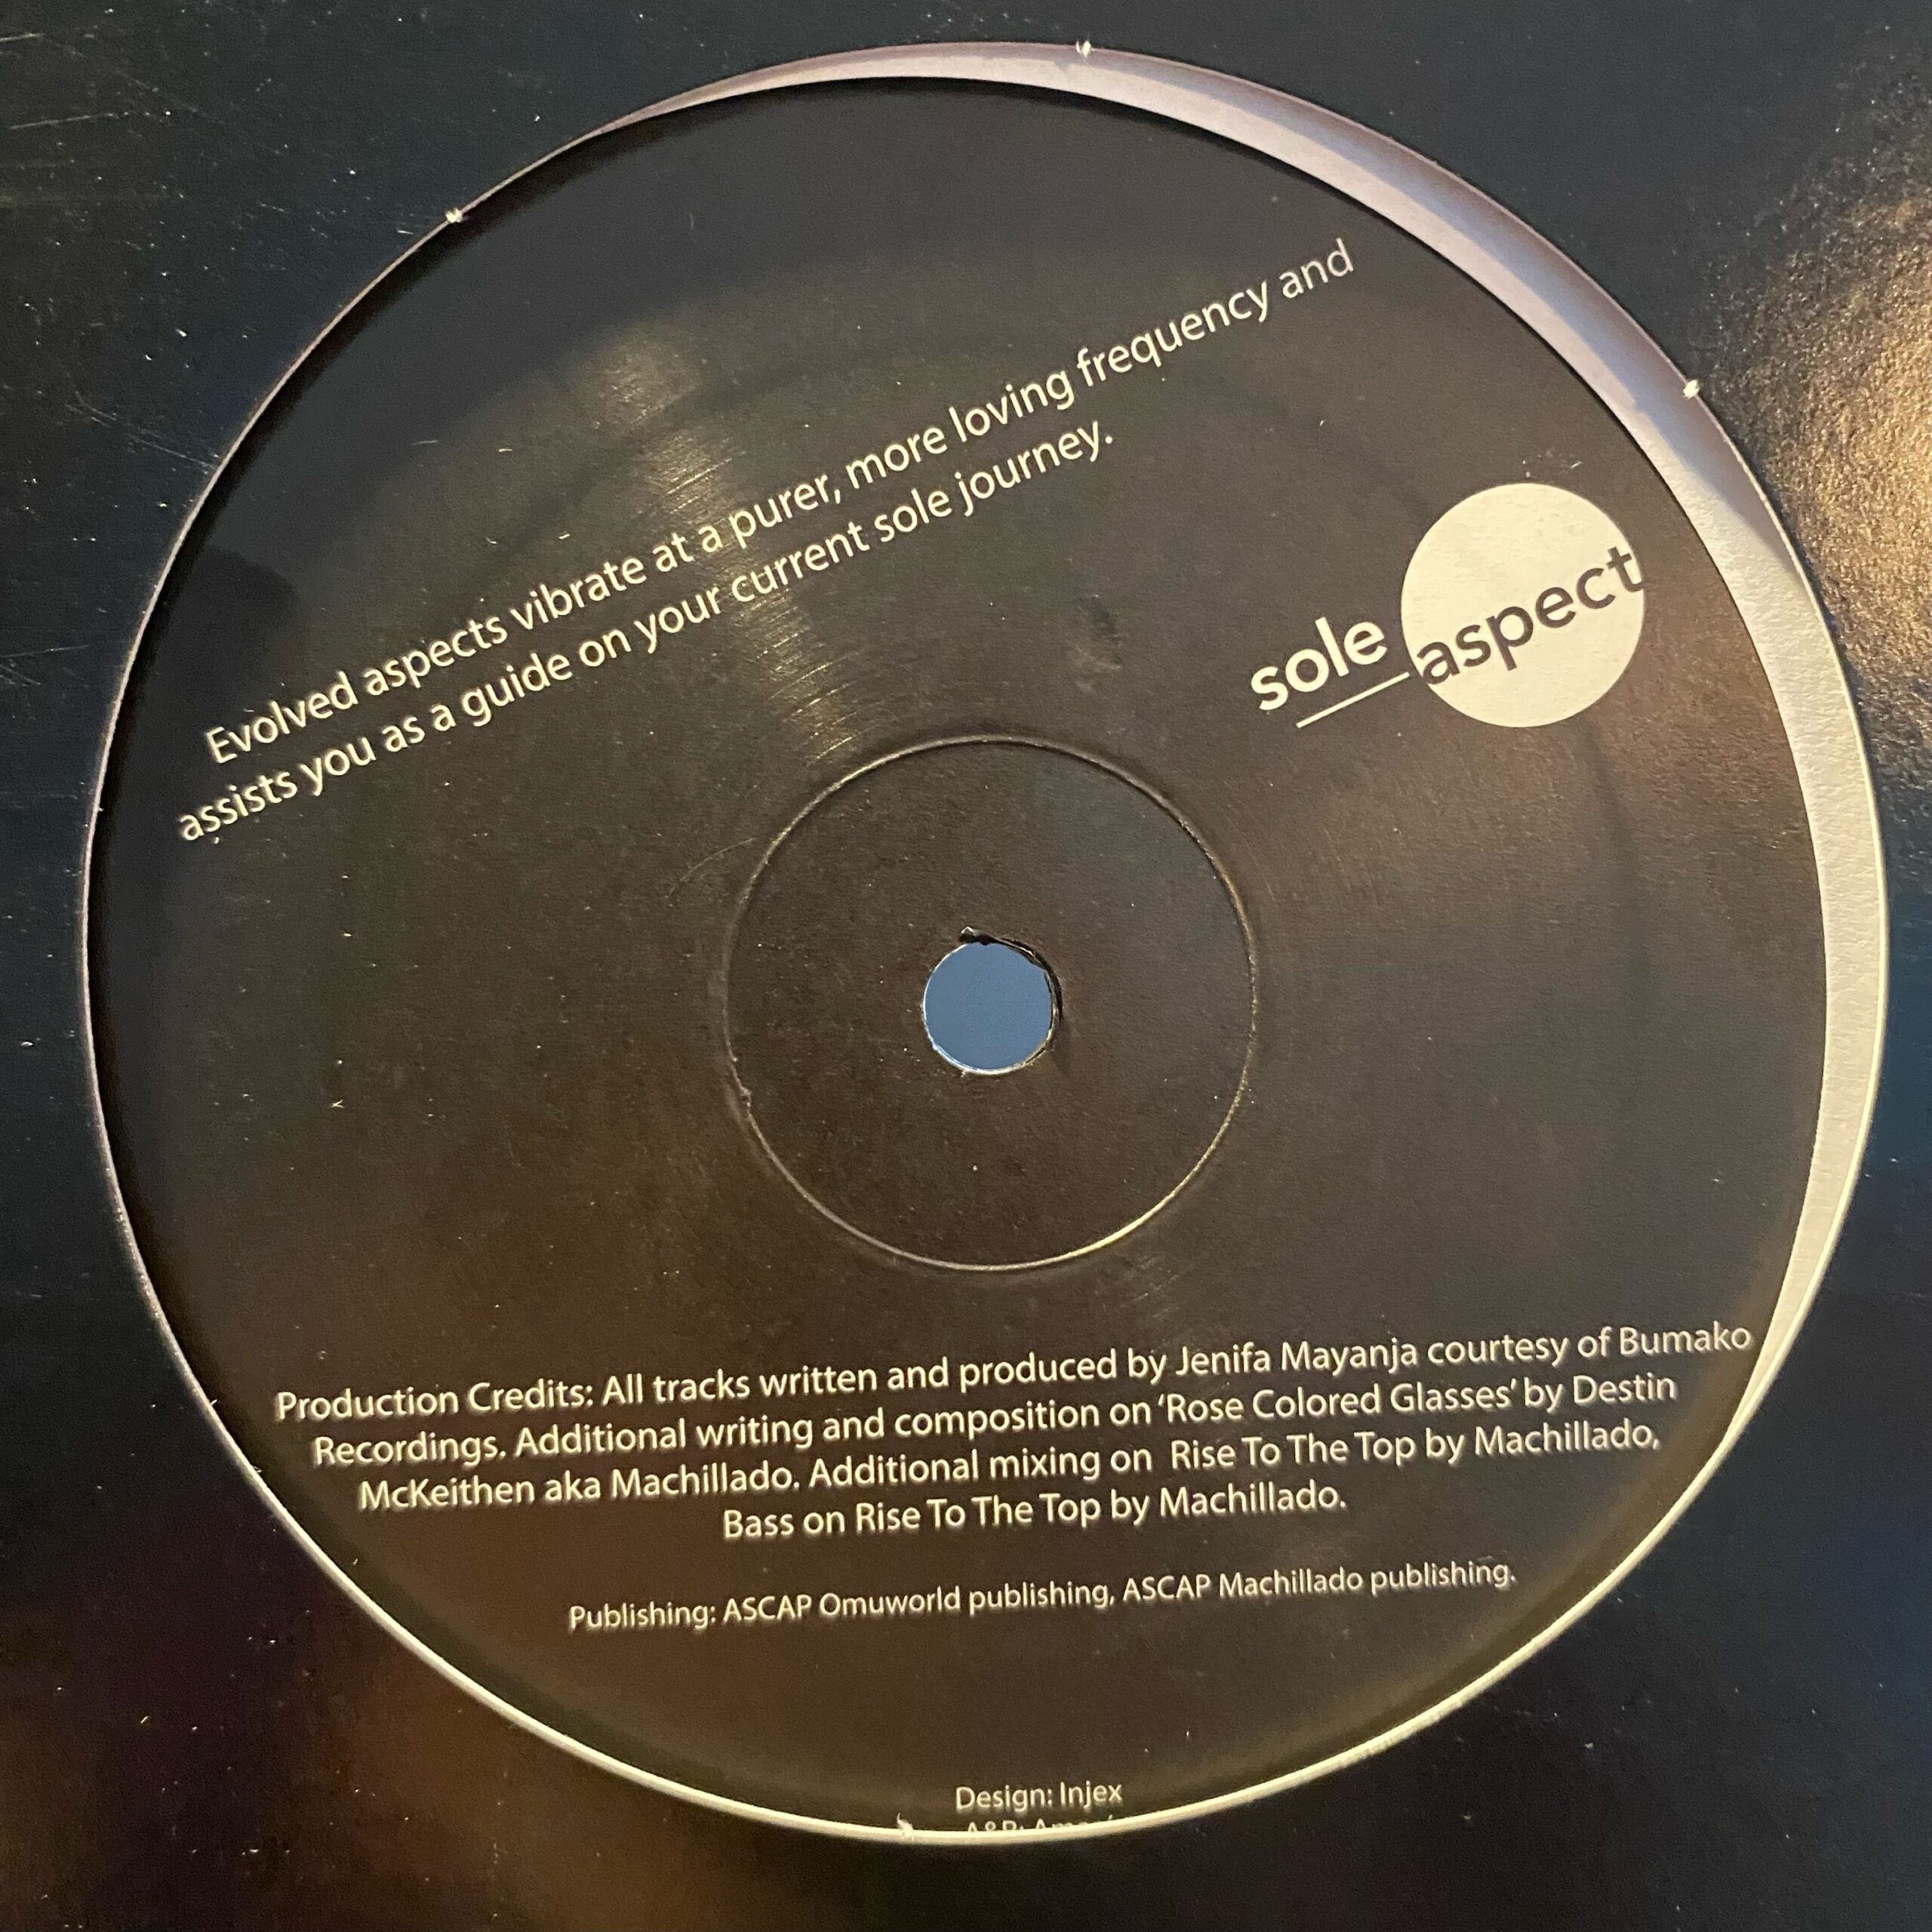 Evolved aspects vibrate at a purer, more loving frequency and
assists you as a guide on your current sole journey.
sole aspect
Production Credits: All tracks written and produced by Jenifa Mayanja courtesy of Bumako
Recordings. Additional writing and composition on ‘Rose Colored Glasses’ by Destin
McKeithen aka Machillado. Additional mixing on Rise To The Top by Machillado,
Bass on Rise To The Top by Machillado.
Publishing: ASCAP Omuworld publishing, ASCAP Machillado publishing.
Design: Injex
A&R: